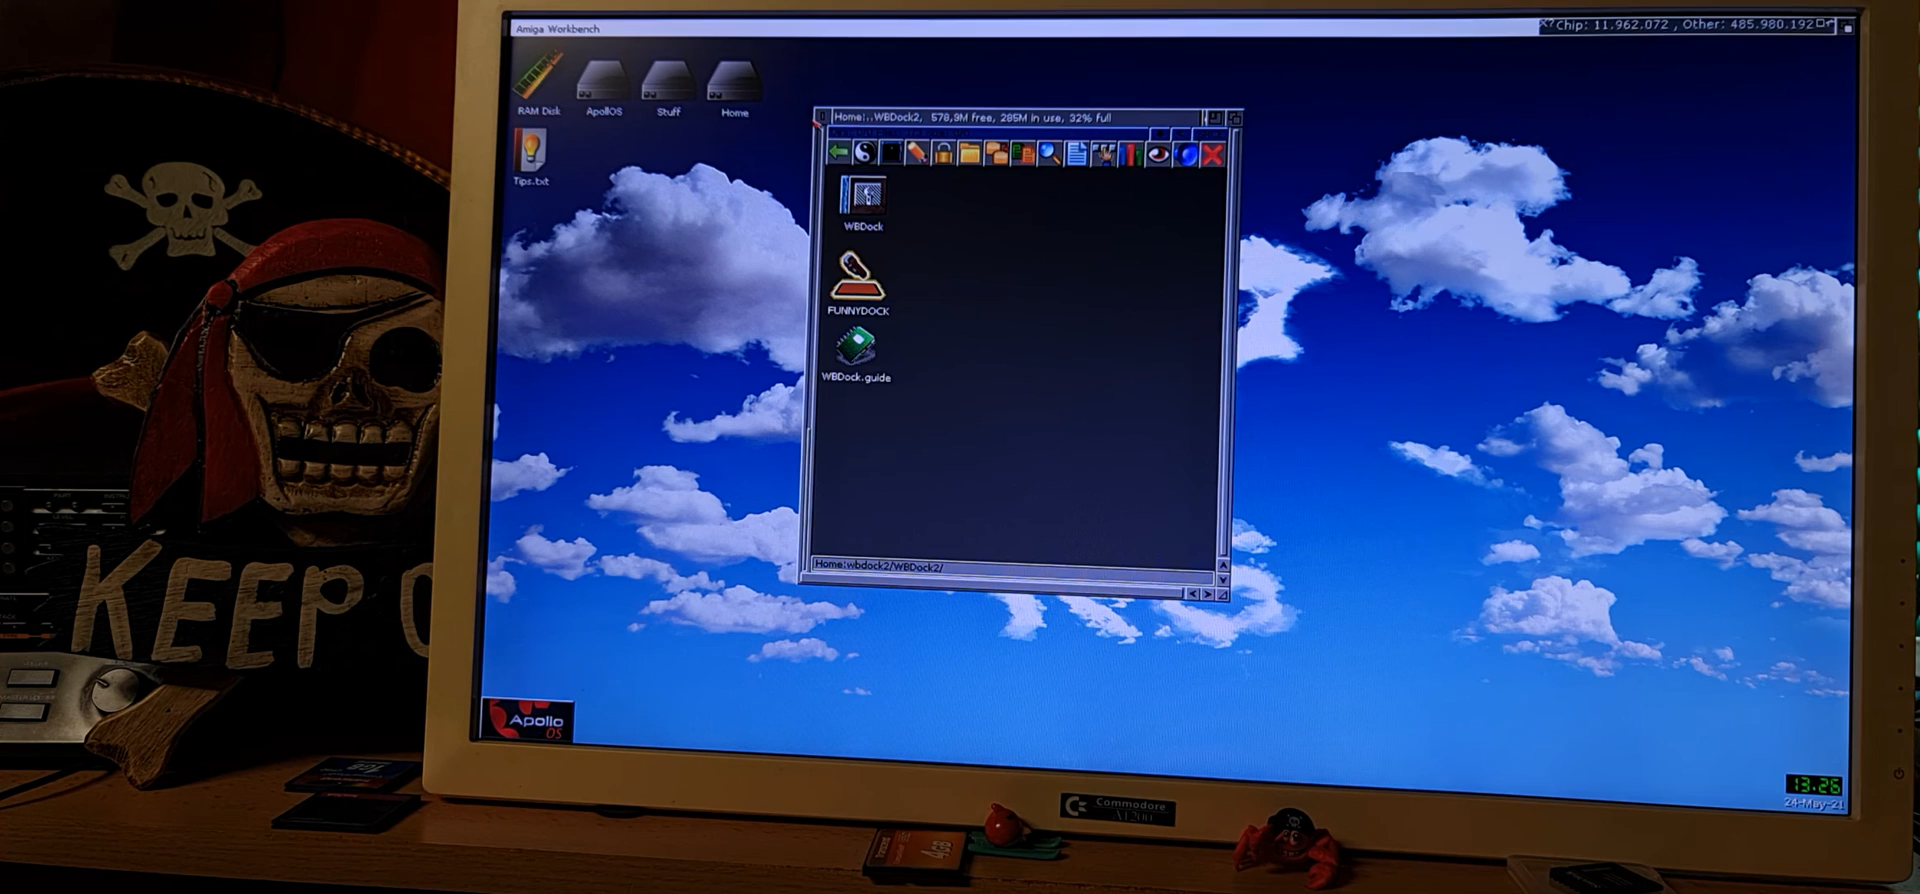 Amiga Workbench
Chip: 11.962.072 , Other: 485.980.192
RAM Disk
ApollOS
Stuff
Home
Tips.txt
Home:..WBDock2, 578,9M free, 285M in use, 32% full
WBDock
FUNNYDOCK
WBDock.guide
Home:wbdock2/WBDock2/
Apollo
OS
13:26
24-May-21
KEEP O
Commodore
A1200
Transcend
4GB